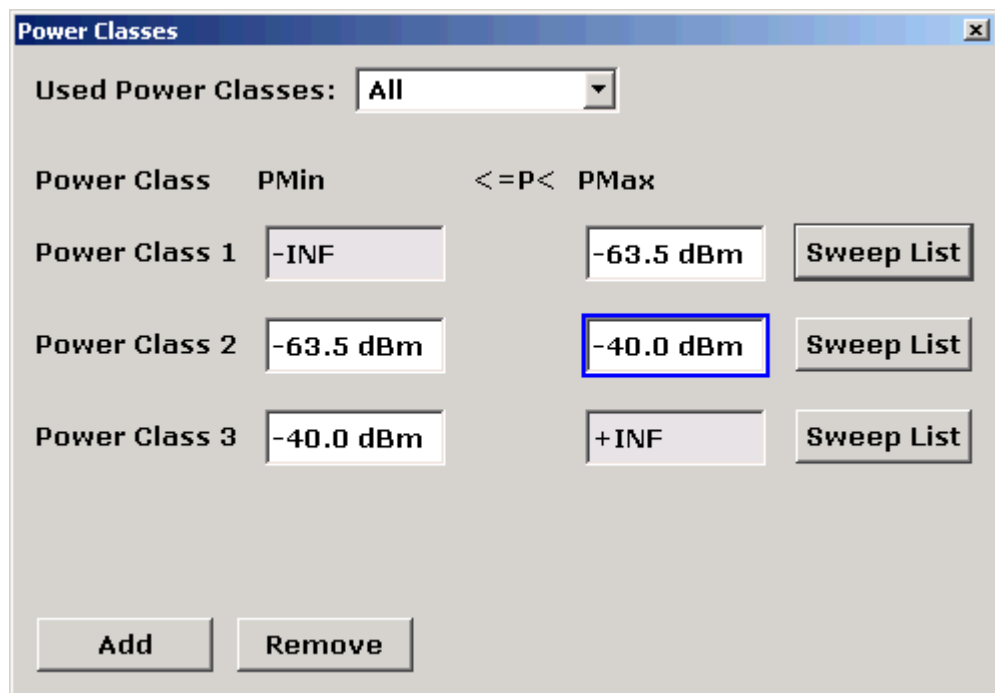 Power Classes
Used Power Classes: All
Power Class PMin <=P< PMax
Power Class 1 -INF -63.5 dBm Sweep List
Power Class 2 -63.5 dBm -40.0 dBm Sweep List
Power Class 3 -40.0 dBm +INF Sweep List
Add Remove